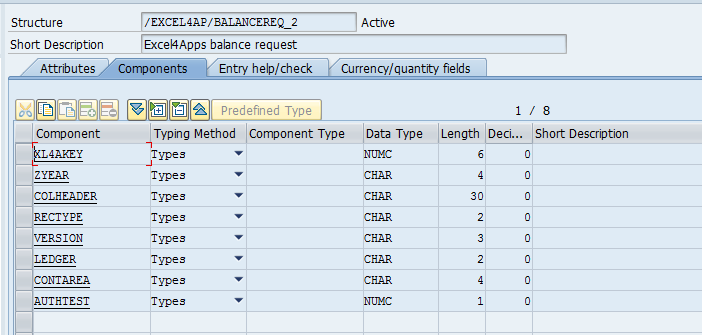 Structure /EXCEL4AP/BALANCEREQ_2 Active
Short Description Excel4Apps balance request
Attributes Components Entry help/check Currency/quantity fields
Predefined Type 1 / 8
Component Typing Method Component Type Data Type Length Deci... Short Description
XL4AKEY Types NUMC 6 0
ZYEAR Types CHAR 4 0
COLHEADER Types CHAR 30 0
RECTYPE Types CHAR 2 0
VERSION Types CHAR 3 0
LEDGER Types CHAR 2 0
CONTAREA Types CHAR 4 0
AUTHTEST Types NUMC 1 0